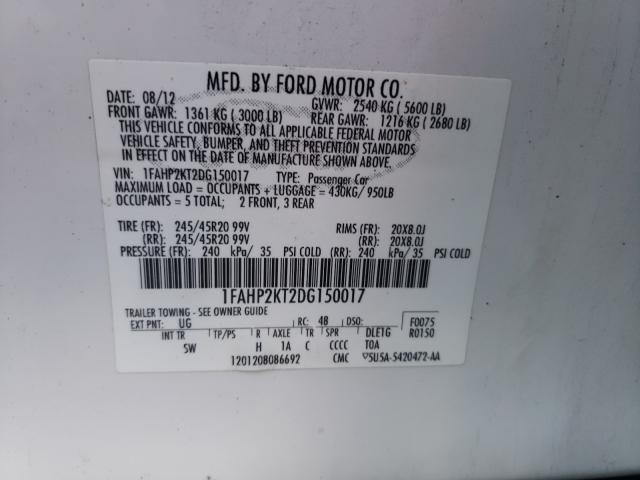 MFD. BY FORD MOTOR CO.
DATE: 08/12 GVWR: 2540 KG ( 5600 LB)
FRONT GAWR: 1361 KG ( 3000 LB) REAR GAWR: 1216 KG ( 2680 LB)
THIS VEHICLE CONFORMS TO ALL APPLICABLE FEDERAL MOTOR
VEHICLE SAFETY, BUMPER, AND THEFT PREVENTION STANDARDS
IN EFFECT ON THE DATE OF MANUFACTURE SHOWN ABOVE.
VIN: 1FAHP2KT2DG150017 TYPE: Passenger Car
MAXIMUM LOAD = OCCUPANTS + LUGGAGE = 430KG/ 950LB
OCCUPANTS = 5 TOTAL; 2 FRONT, 3 REAR
TIRE (FR): 245/45R20 99V RIMS (FR): 20X8.0J
(RR): 245/45R20 99V (RR): 20X8.0J
PRESSURE (FR): 240 kPa/ 35 PSI COLD (RR): 240 kPa/ 35 PSI COLD
1FAHP2KT2DG150017
TRAILER TOWING - SEE OWNER GUIDE
EXT PNT: UG RC: 48 DSO: F0075
INT TR TP/PS R AXLE TR SPR DLETG R0150
SW H 1A C CCCC TOA
1201208086692 CMC 5U5A-5420472-AA